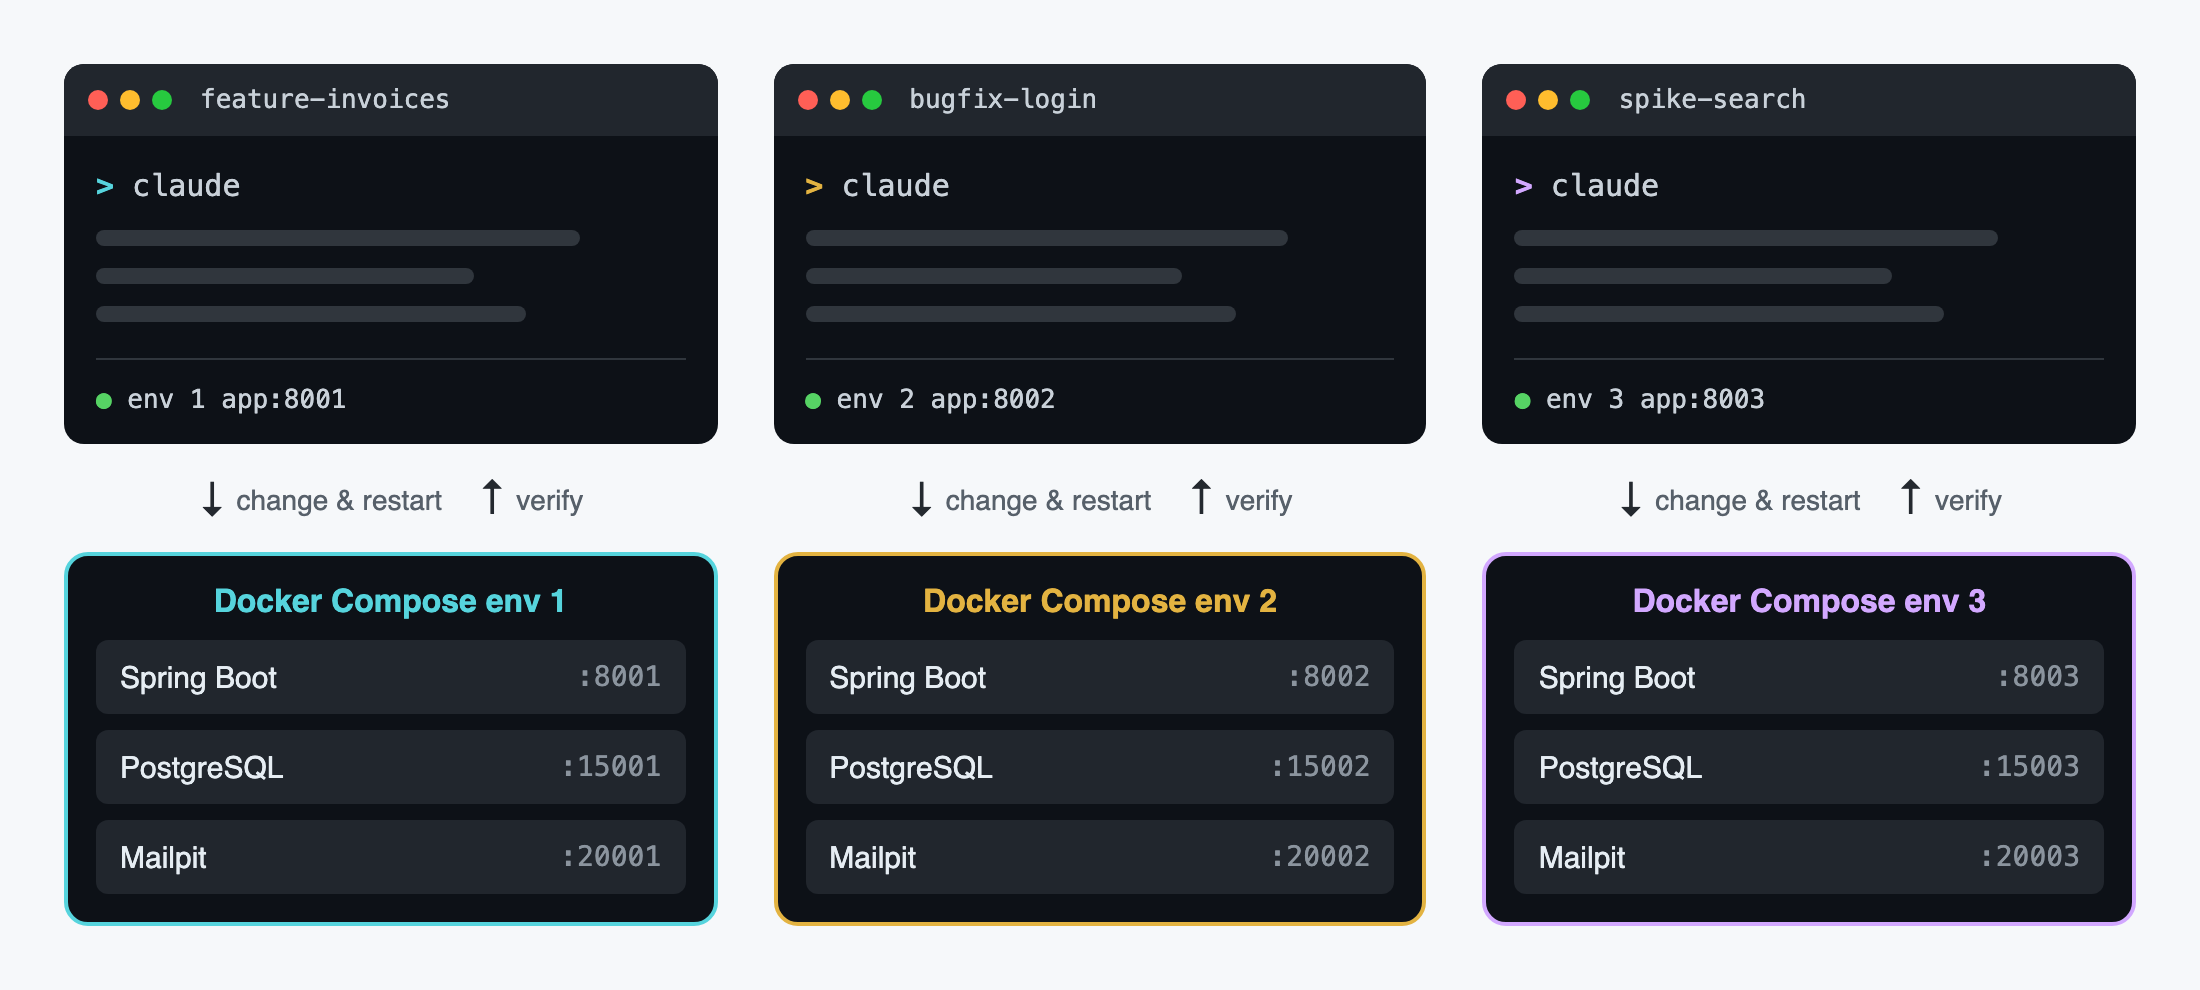 feature-invoices
> claude
env 1 app:8001
change & restart verify
Docker Compose env 1
Spring Boot :8001
PostgreSQL :15001
Mailpit :20001
bugfix-login
> claude
env 2 app:8002
change & restart verify
Docker Compose env 2
Spring Boot :8002
PostgreSQL :15002
Mailpit :20002
spike-search
> claude
env 3 app:8003
change & restart verify
Docker Compose env 3
Spring Boot :8003
PostgreSQL :15003
Mailpit :20003